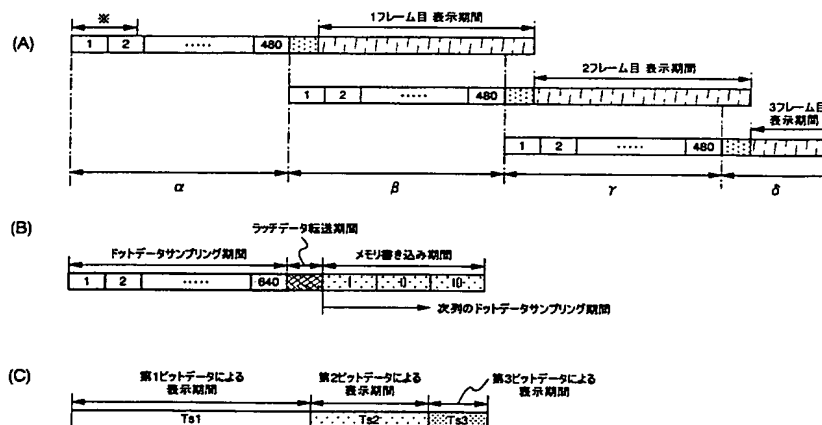 ※
1フレーム目 表示期間
(A)
1 2 ・・・・・ 480
2フレーム目 表示期間
1 2 ・・・・・ 480
3フレーム目
表示期間
1 2 ・・・・・ 480
α β γ δ
(B)
ラッチデータ転送期間
ドットデータサンプリング期間 メモリ書き込み期間
1 2 ・・・・・ 640
次列のドットデータサンプリング期間
(C)
第1ビットデータによる
表示期間
第2ビットデータによる
表示期間
第3ビットデータによる
表示期間
Ts1 Ts2 Ts3